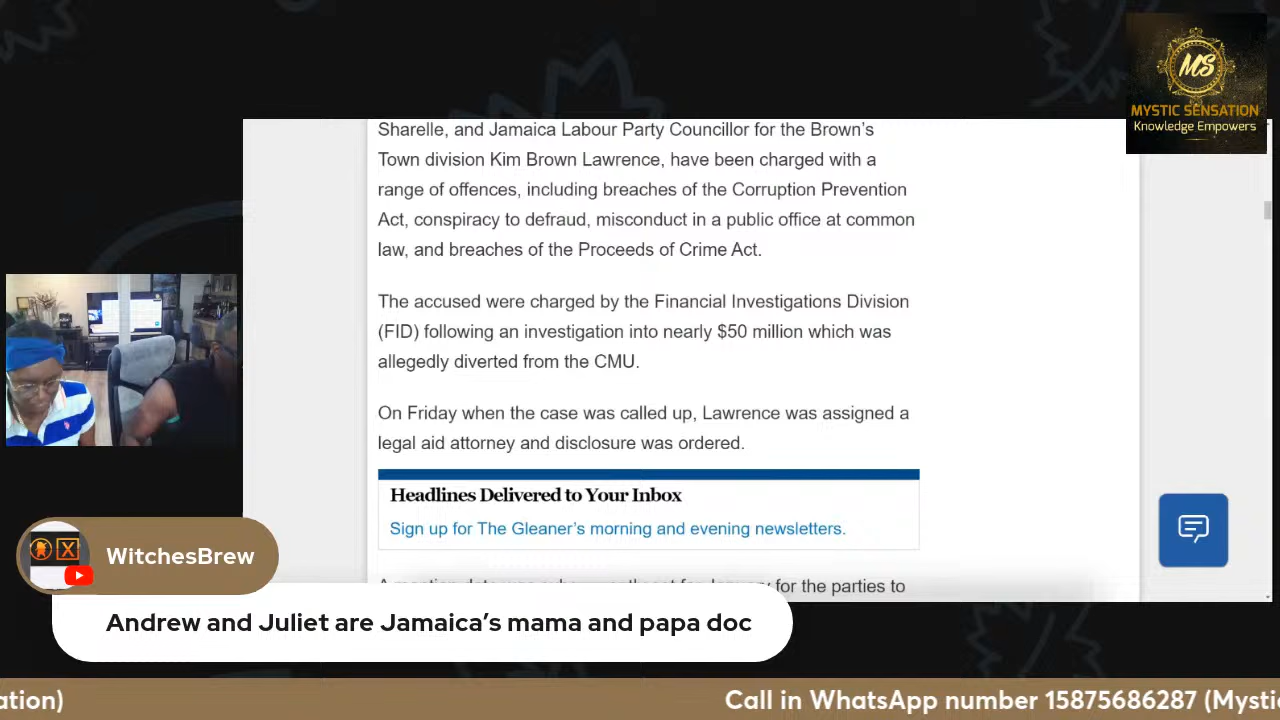 MS
MYSTIC SENSATION
Knowledge Empowers
Sharelle, and Jamaica Labour Party Councillor for the Brown's
Town division Kim Brown Lawrence, have been charged with a
range of offences, including breaches of the Corruption Prevention
Act, conspiracy to defraud, misconduct in a public office at common
law, and breaches of the Proceeds of Crime Act.
The accused were charged by the Financial Investigations Division
(FID) following an investigation into nearly $50 million which was
allegedly diverted from the CMU.
On Friday when the case was called up, Lawrence was assigned a
legal aid attorney and disclosure was ordered.
Headlines Delivered to Your Inbox
Sign up for The Gleaner's morning and evening newsletters.
for the parties to
WitchesBrew
Andrew and Juliet are Jamaica's mama and papa doc
ation) Call in WhatsApp number 15875686287 (Mysti